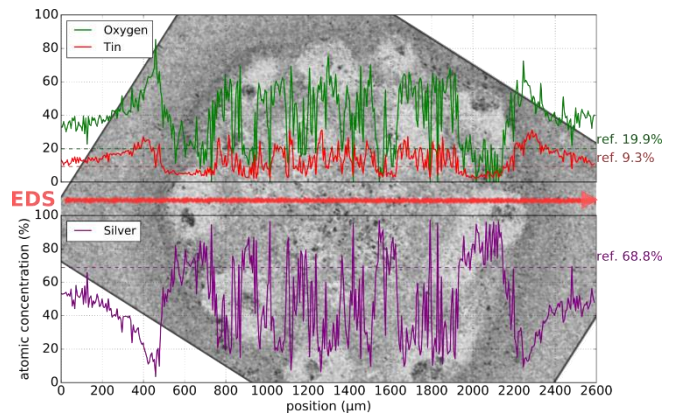 100
80
60
40
20
0
Oxygen
Tin
ref. 19.9%
ref. 9.3%
EDS
100
80
60
40
20
0
Silver
ref. 68.8%
atomic concentration (%)
0 200 400 600 800 1000 1200 1400 1600 1800 2000 2200 2400 2600
position (μm)